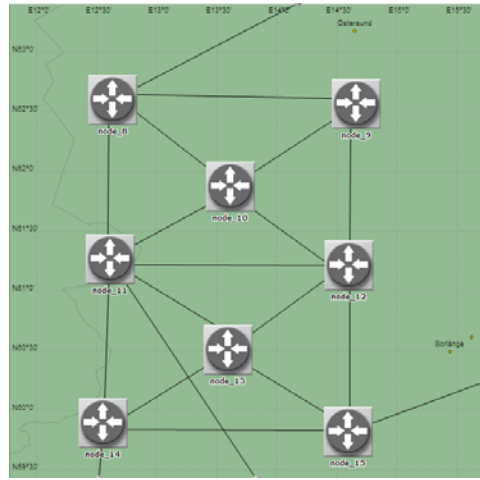 E12°0' E12°30' E13°0' E13°30' E14°0' E14°30' E15°0' E15°30'
Östersund
N63°0'
N62°30'
node_8
node_9
N62°0'
node_10
N61°30'
node_11
node_12
N61°0'
Borlänge
N60°30'
node_13
N60°0'
node_14
node_15
N59°30'